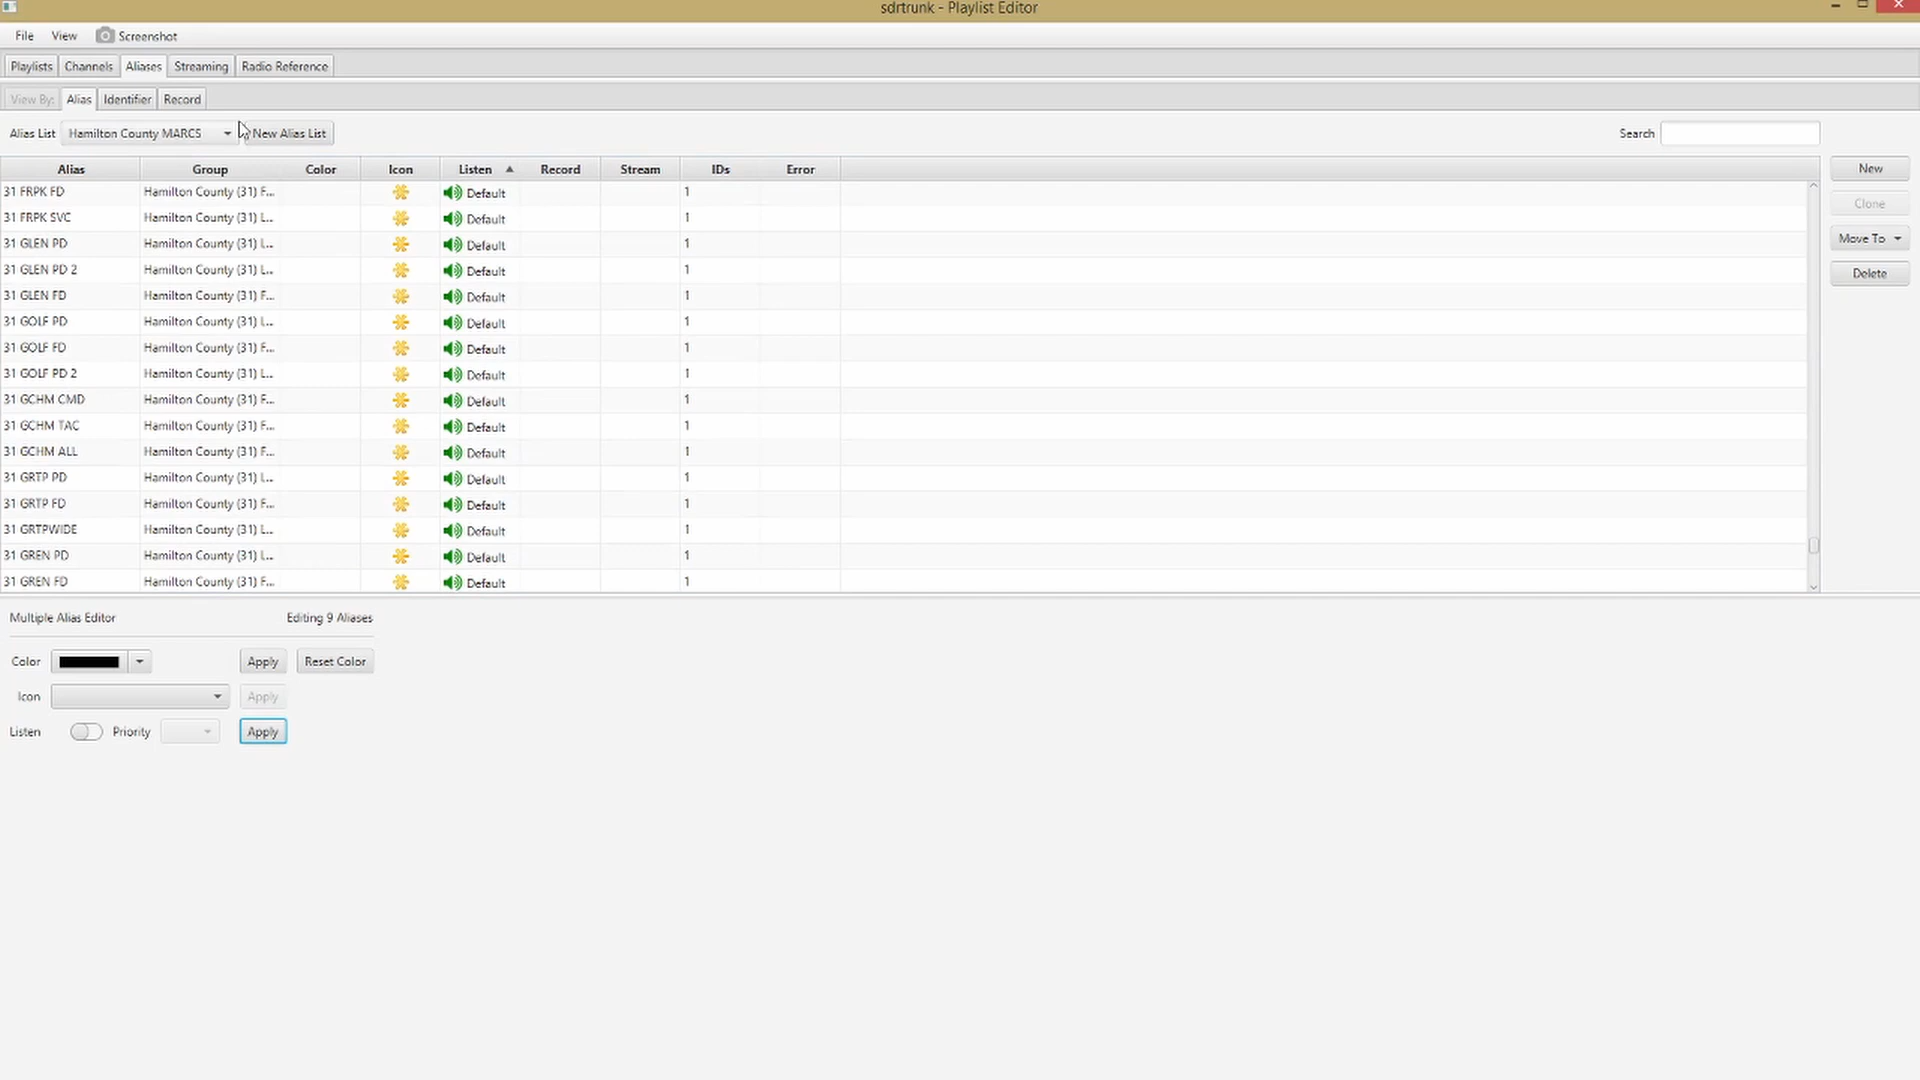 sdrtrunk - Playlist Editor
File View Screenshot
Playlists Channels Aliases Streaming Radio Reference
View By: Alias Identifier Record
Alias List Hamilton County MARCS New Alias List Search
Alias Group Color Icon Listen Record Stream IDs Error New
31 FRPK FD Hamilton County (31) F... Default 1 Clone
31 FRPK SVC Hamilton County (31) L... Default 1
31 GLEN PD Hamilton County (31) L... Default 1 Move To
31 GLEN PD 2 Hamilton County (31) L... Default 1 Delete
31 GLEN FD Hamilton County (31) F... Default 1
31 GOLF PD Hamilton County (31) L... Default 1
31 GOLF FD Hamilton County (31) F... Default 1
31 GOLF PD 2 Hamilton County (31) L... Default 1
31 GCHM CMD Hamilton County (31) F... Default 1
31 GCHM TAC Hamilton County (31) F... Default 1
31 GCHM ALL Hamilton County (31) F... Default 1
31 GRTP PD Hamilton County (31) L... Default 1
31 GRTP FD Hamilton County (31) F... Default 1
31 GRTPWIDE Hamilton County (31) L... Default 1
31 GREN PD Hamilton County (31) L... Default 1
31 GREN FD Hamilton County (31) F... Default 1
Multiple Alias Editor Editing 9 Aliases
Color Apply Reset Color
Icon Apply
Listen Priority Apply